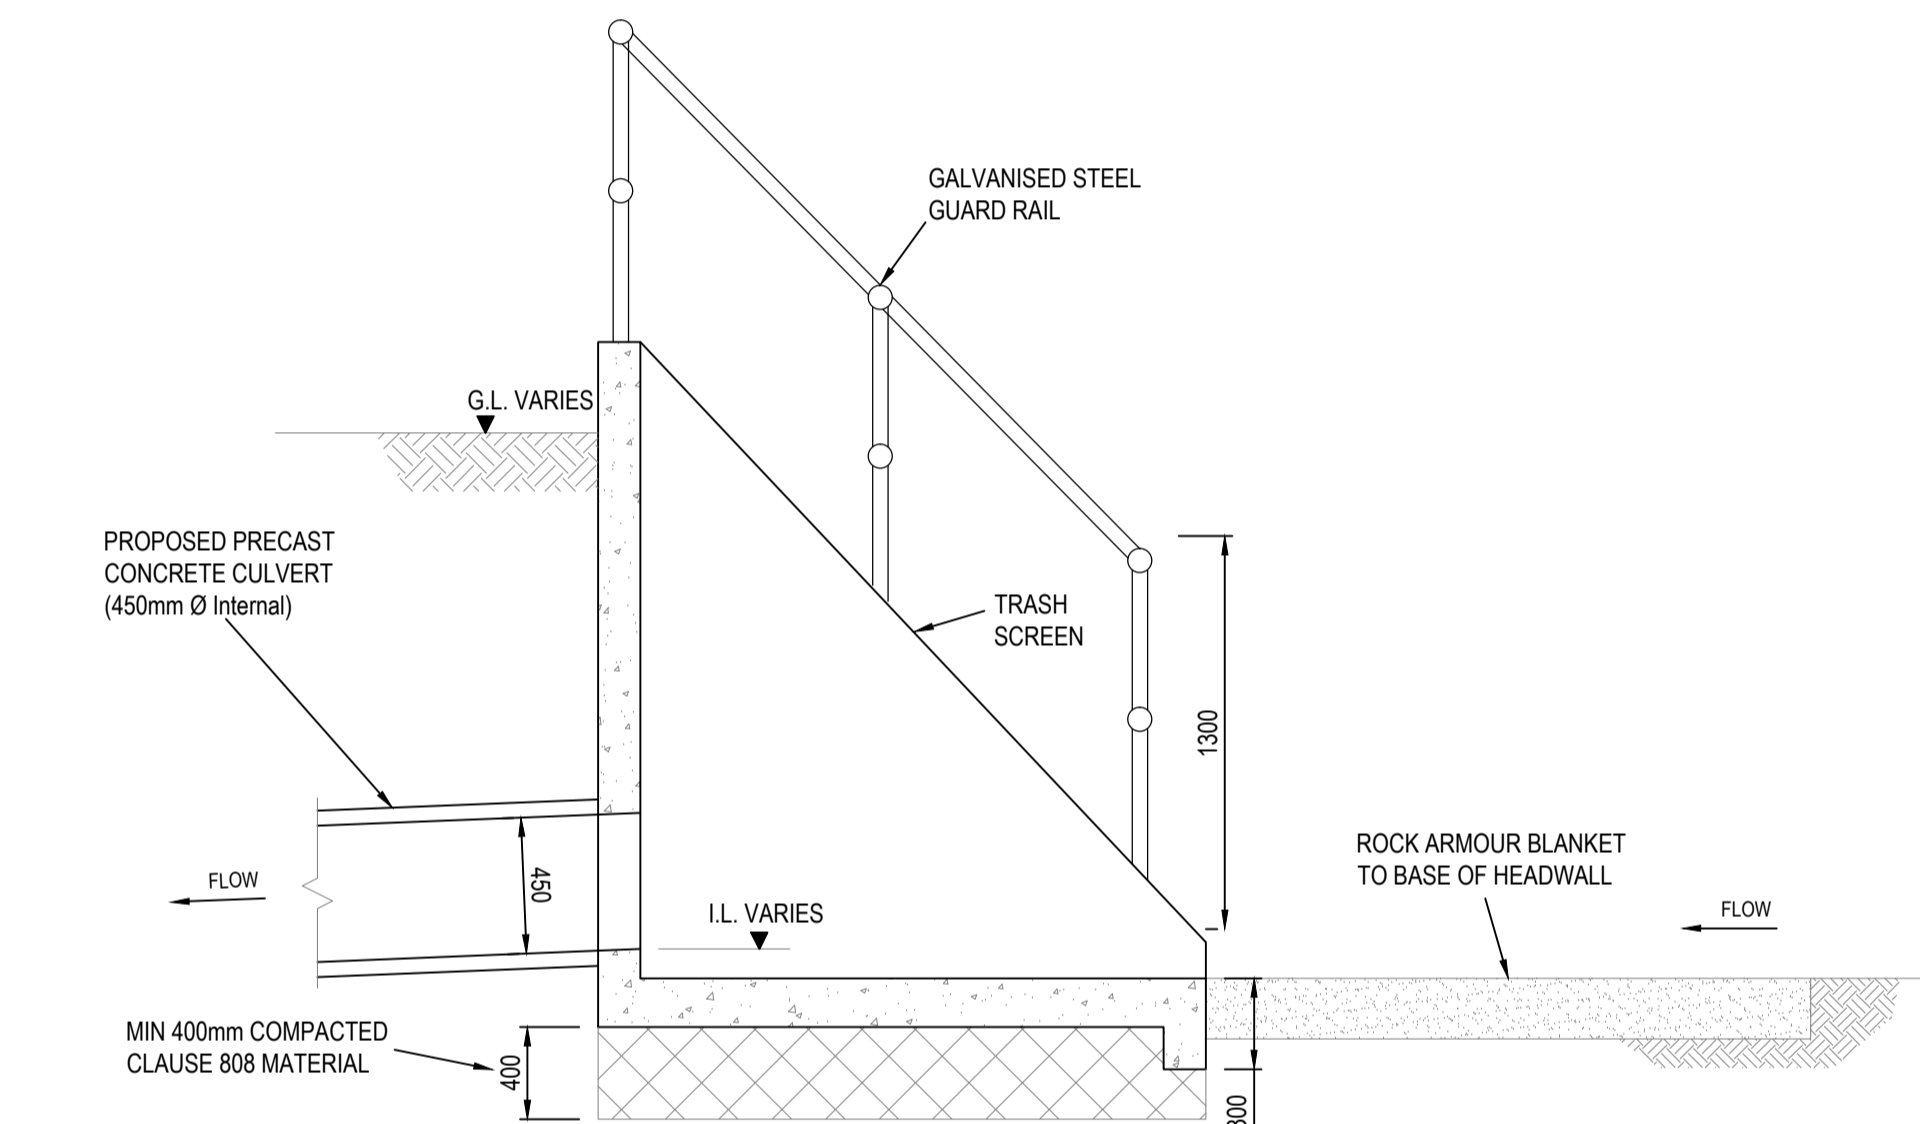 GALVANISED STEEL
GUARD RAIL
G.L. VARIES
PROPOSED PRECAST
CONCRETE CULVERT
(450mm Ø Internal)
TRASH
SCREEN
1300
ROCK ARMOUR BLANKET
TO BASE OF HEADWALL
FLOW
450
I.L. VARIES
FLOW
MIN 400mm COMPACTED
CLAUSE 808 MATERIAL
400